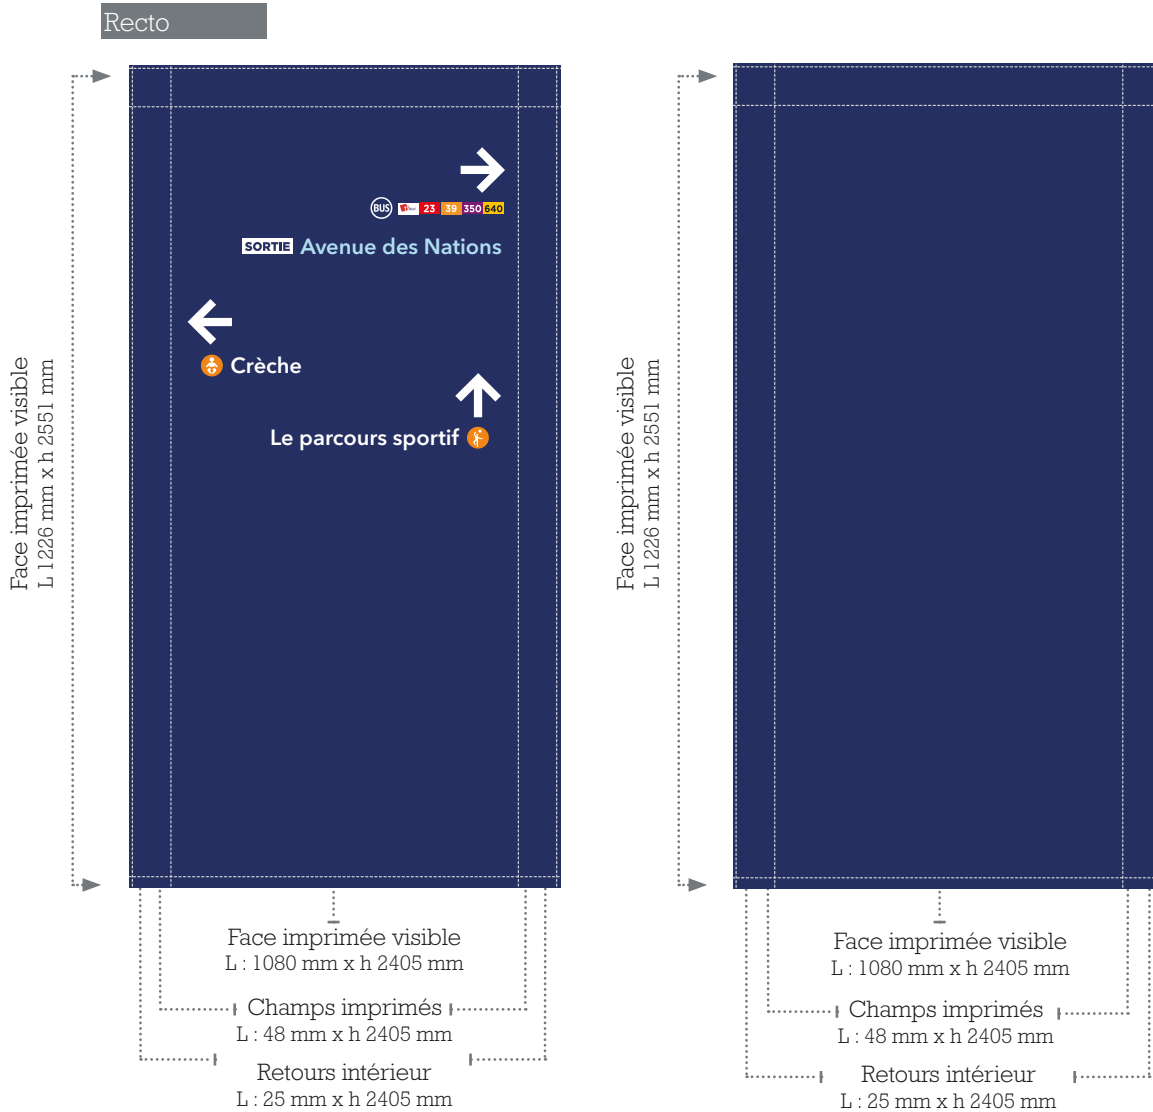 Recto
BUS 23 39 350 640
SORTIE Avenue des Nations
Crèche
Le parcours sportif
Face imprimée visible
L 1226 mm x h 2551 mm
Face imprimée visible
L : 1080 mm x h 2405 mm
Champs imprimés
L : 48 mm x h 2405 mm
Retours intérieur
L : 25 mm x h 2405 mm
Face imprimée visible
L 1226 mm x h 2551 mm
Face imprimée visible
L : 1080 mm x h 2405 mm
Champs imprimés
L : 48 mm x h 2405 mm
Retours intérieur
L : 25 mm x h 2405 mm